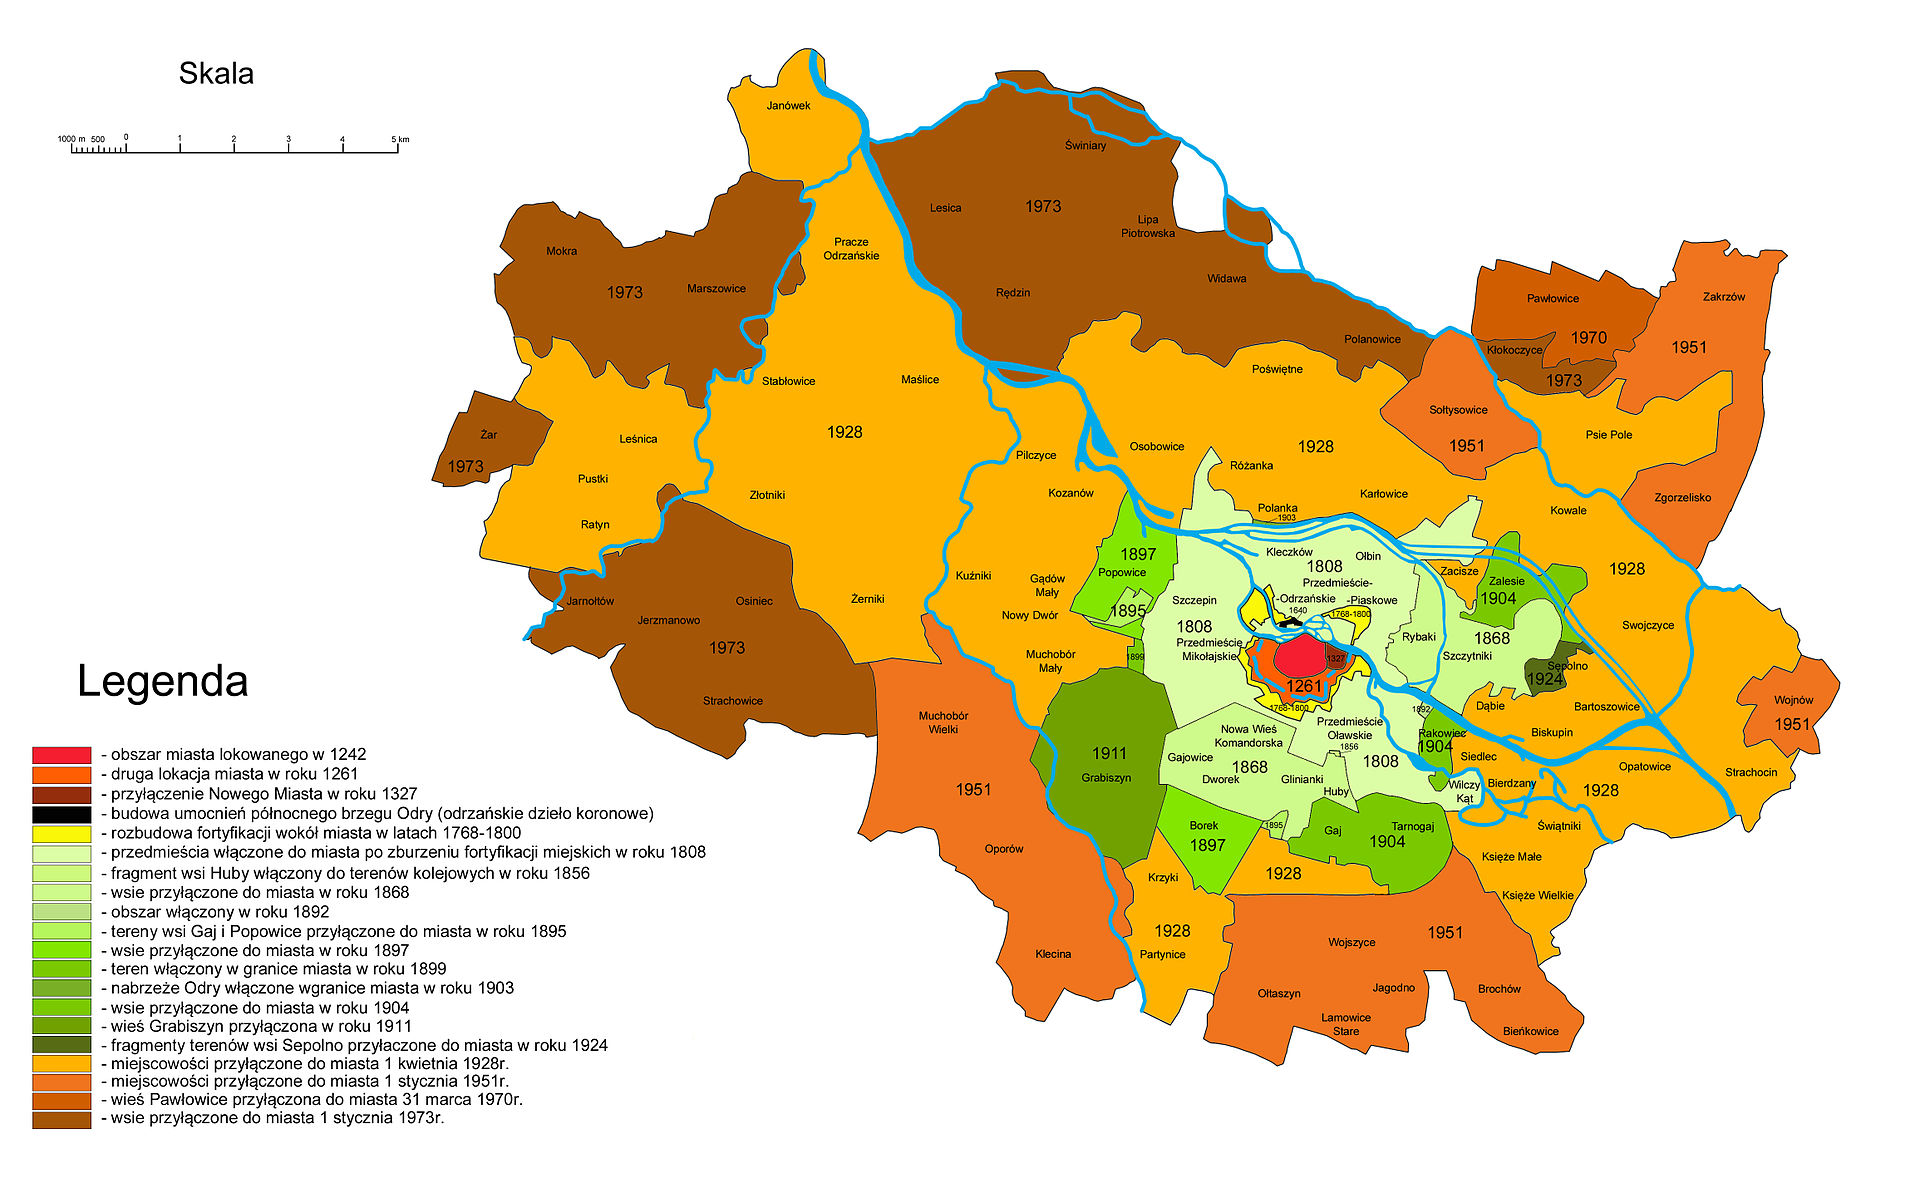 Skala
1000 m 500 0 1 2 3 4 5 km
Janówek
Świniary
Lesica
1973
Lipa
Piotrowska
Pracze
Odrzańskie
Mokra
1973
Marszowice
Rędzin
Widawa
Polanowice
Pawłowice
1970
Kłokoczyce
1973
Zakrzów
1951
Stabłowice
Maślice
1928
Poświętne
Sołtysowice
1951
Psie Pole
Żar
1973
Leśnica
Pustki
Ratyn
Złotniki
Pilczyce
Kozanów
Osobowice
1928
Różanka
Karłowice
Polanka
1903
Kowale
Zgorzelisko
1928
1897
Popowice
1895
Kleczków
Ołbin
1808
Przedmieście-
-Odrzańskie
-Piaskowe
1640
1768-1800
Zacisze
Zalesie
1904
Swojczyce
Kuźniki
Gądów
Mały
Nowy Dwór
Muchobór
Mały
1899
Szczepin
1808
Przedmieście
Mikołajskie
1327
1261
1768-1800
Rybaki
1868
Szczytniki
Sępolno
1924
Żerniki
Jarnołtów
Osiniec
Jerzmanowo
1973
Strachowice
Muchobór
Wielki
1951
Oporów
Klecina
1911
Grabiszyn
Nowa Wieś
Komandorska
Gajowice
1868
Dworek
Glinianki
Huby
Przedmieście
Oławskie
1856
1808
1892
Rakowiec
1904
Dąbie
Bartoszowice
Biskupin
Siedlec
Bierdzany
Wilczy
Kąt
Opatowice
1928
Strachocin
Wojnów
1951
Świątniki
Borek
1897
1895
Gaj
Tarnogaj
1904
Księże Małe
Księże Wielkie
Krzyki
1928
1928
Partynice
1951
Wojszyce
Ołtaszyn
Jagodno
Lamowice
Stare
Brochów
Bieńkowice
Legenda
- obszar miasta lokowanego w 1242
- druga lokacja miasta w roku 1261
- przyłączenie Nowego Miasta w roku 1327
- budowa umocnień północnego brzegu Odry (odrzańskie dzieło koronowe)
- rozbudowa fortyfikacji wokół miasta w latach 1768-1800
- przedmieścia włączone do miasta po zburzeniu fortyfikacji miejskich w roku 1808
- fragment wsi Huby włączony do terenów kolejowych w roku 1856
- wsie przyłączone do miasta w roku 1868
- obszar włączony w roku 1892
- tereny wsi Gaj i Popowice przyłączone do miasta w roku 1895
- wsie przyłączone do miasta w roku 1897
- teren włączony w granice miasta w roku 1899
- nabrzeże Odry włączone wgranice miasta w roku 1903
- wsie przyłączone do miasta w roku 1904
- wieś Grabiszyn przyłączona w roku 1911
- fragmenty terenów wsi Sepolno przyłaczone do miasta w roku 1924
- miejscowości przyłączone do miasta 1 kwietnia 1928r.
- miejscowości przyłączone do miasta 1 stycznia 1951r.
- wieś Pawłowice przyłączona do miasta 31 marca 1970r.
- wsie przyłączone do miasta 1 stycznia 1973r.